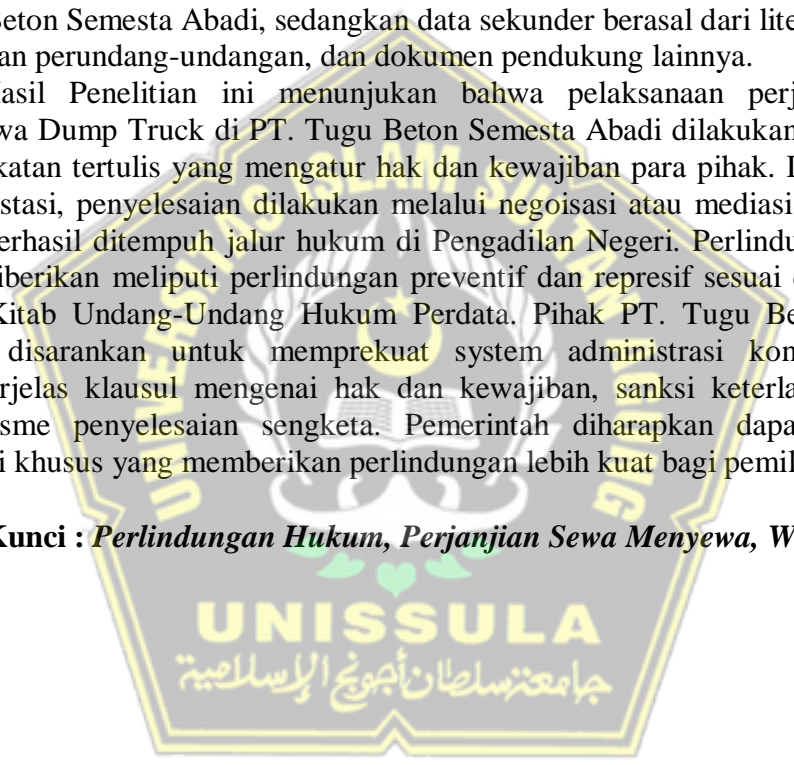 Beton Semesta Abadi, sedangkan data sekunder berasal dari lite
an perundang-undangan, dan dokumen pendukung lainnya.
asil Penelitian ini menunjukan bahwa pelaksanaan perj
wa Dump Truck di PT. Tugu Beton Semesta Abadi dilakukan
katan tertulis yang mengatur hak dan kewajiban para pihak. D
stasi, penyelesaian dilakukan melalui negoisasi atau mediasi
erhasil ditempuh jalur hukum di Pengadilan Negeri. Perlindu
iberikan meliputi perlindungan preventif dan represif sesuai
Kitab Undang-Undang Hukum Perdata. Pihak PT. Tugu Be
disarankan untuk memprekuat system administrasi kon
rjelas klausul mengenai hak dan kewajiban, sanksi keterla
sme penyelesaian sengketa. Pemerintah diharapkan dapa
i khusus yang memberikan perlindungan lebih kuat bagi pemil
Kunci : Perlindungan Hukum, Perjanjian Sewa Menyewa, W
UNIVERSITAS ISLAM SULTAN AGUNG
UNISSULA
جامعة سلطان أجونج الإسلامية